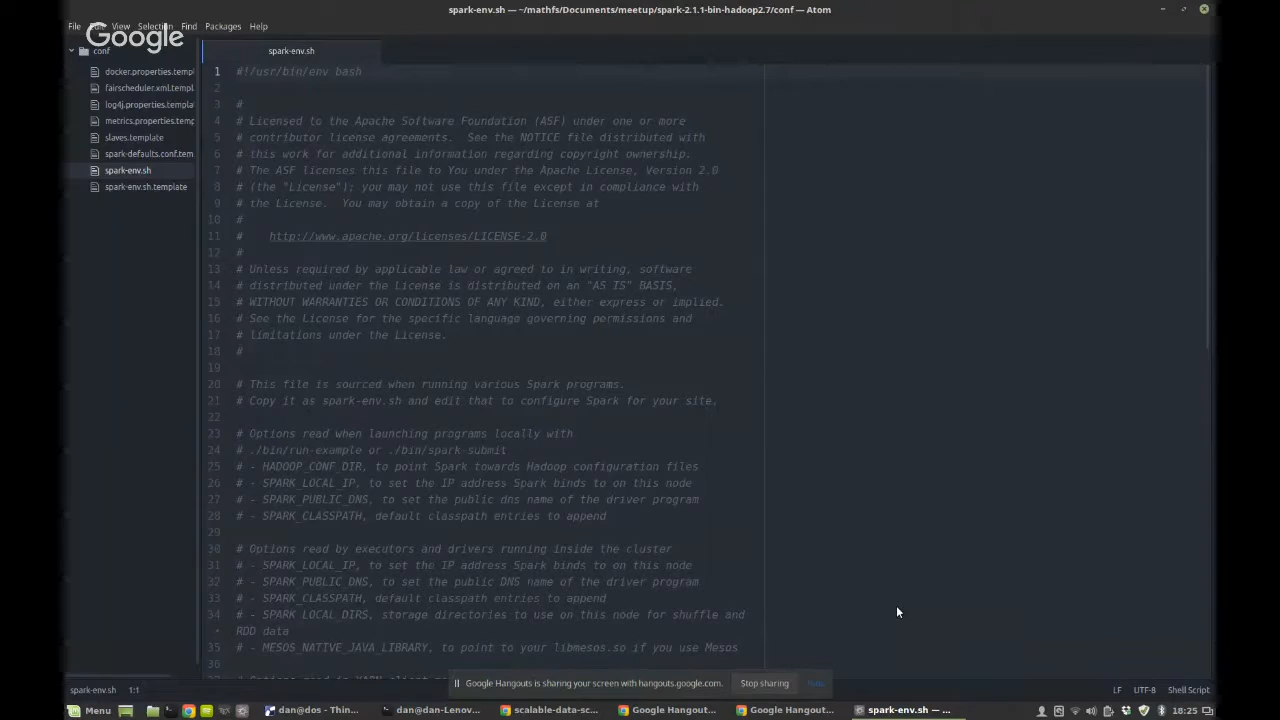 spark-env.sh — ~/mathfs/Documents/meetup/spark-2.1.1-bin-hadoop2.7/conf — Atom
File View Selection Find Packages Help
Google
conf
spark-env.sh
docker.properties.templ
fairscheduler.xml.templ
log4j.properties.templa
metrics.properties.temp
slaves.template
spark-defaults.conf.tem
spark-env.sh
spark-env.sh.template
1 #!/usr/bin/env bash
2
3 #
4 # Licensed to the Apache Software Foundation (ASF) under one or more
5 # contributor license agreements.  See the NOTICE file distributed with
6 # this work for additional information regarding copyright ownership.
7 # The ASF licenses this file to You under the Apache License, Version 2.0
8 # (the "License"); you may not use this file except in compliance with
9 # the License.  You may obtain a copy of the License at
10 #
11 #    http://www.apache.org/licenses/LICENSE-2.0
12 #
13 # Unless required by applicable law or agreed to in writing, software
14 # distributed under the License is distributed on an "AS IS" BASIS,
15 # WITHOUT WARRANTIES OR CONDITIONS OF ANY KIND, either express or implied.
16 # See the License for the specific language governing permissions and
17 # limitations under the License.
18 #
19
20 # This file is sourced when running various Spark programs.
21 # Copy it as spark-env.sh and edit that to configure Spark for your site.
22
23 # Options read when launching programs locally with
24 # ./bin/run-example or ./bin/spark-submit
25 # - HADOOP_CONF_DIR, to point Spark towards Hadoop configuration files
26 # - SPARK_LOCAL_IP, to set the IP address Spark binds to on this node
27 # - SPARK_PUBLIC_DNS, to set the public dns name of the driver program
28 # - SPARK_CLASSPATH, default classpath entries to append
29
30 # Options read by executors and drivers running inside the cluster
31 # - SPARK_LOCAL_IP, to set the IP address Spark binds to on this node
32 # - SPARK_PUBLIC_DNS, to set the public DNS name of the driver program
33 # - SPARK_CLASSPATH, default classpath entries to append
34 # - SPARK_LOCAL_DIRS, storage directories to use on this node for shuffle and
RDD data
35 # - MESOS_NATIVE_JAVA_LIBRARY, to point to your libmesos.so if you use Mesos
36
Google Hangouts is sharing your screen with hangouts.google.com. Stop sharing Hide
spark-env.sh 1:1 LF UTF-8 Shell Script
Menu dan@dos – Thin... dan@dan-Lenov... scalable-data-sc... Google Hangout... Google Hangout... spark-env.sh — ... 18:25